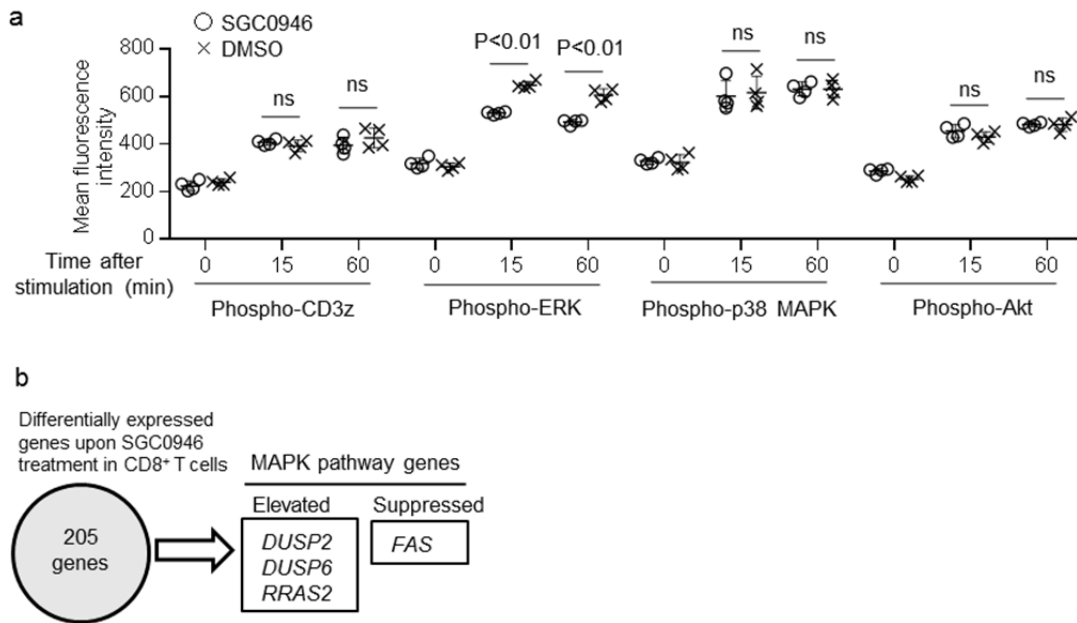 a
SGC0946
DMSO
Mean fluorescence
intensity
800
600
400
200
0
ns
ns
P<0.01
P<0.01
ns
ns
ns
ns
Time after
stimulation (min)
0 15 60 0 15 60 0 15 60 0 15 60
Phospho-CD3z Phospho-ERK Phospho-p38 MAPK Phospho-Akt
b
Differentially expressed
genes upon SGC0946
treatment in CD8⁺ T cells
205
genes
MAPK pathway genes
Elevated Suppressed
DUSP2 FAS
DUSP6
RRAS2